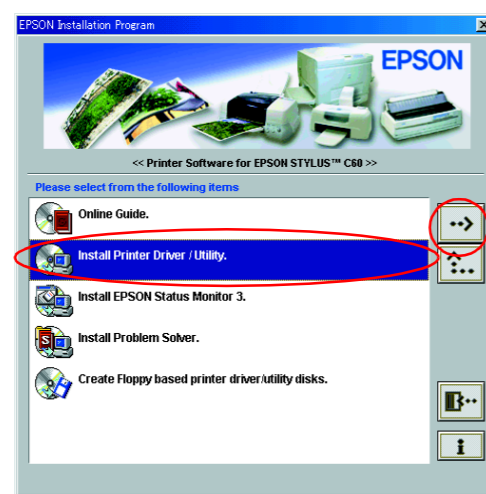 EPSON Installation Program
EPSON
<< Printer Software for EPSON STYLUS™ C60 >>
Please select from the following items
Online Guide.
Install Printer Driver / Utility.
Install EPSON Status Monitor 3.
Install Problem Solver.
Create Floppy based printer driver/utility disks.